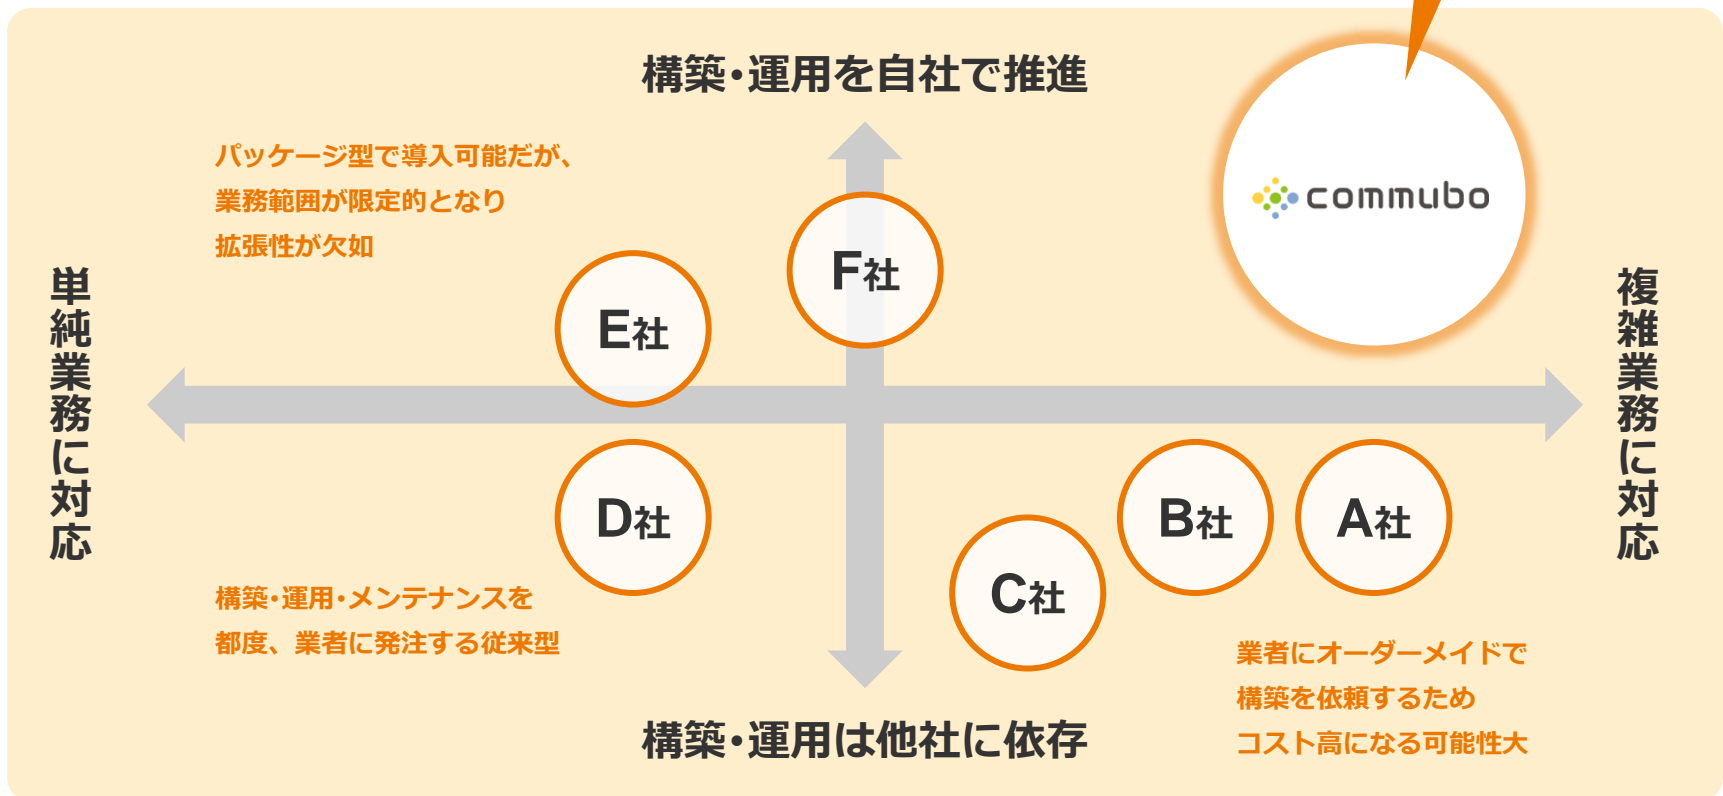 構築・運用を自社で推進
パッケージ型で導入可能だが、
業務範囲が限定的となり
拡張性が欠如
commubo
F社
E社
単純業務に対応
複雑業務に対応
D社
B社
A社
C社
構築・運用・メンテナンスを
都度、業者に発注する従来型
業者にオーダーメイドで
構築を依頼するため
コスト高になる可能性大
構築・運用は他社に依存